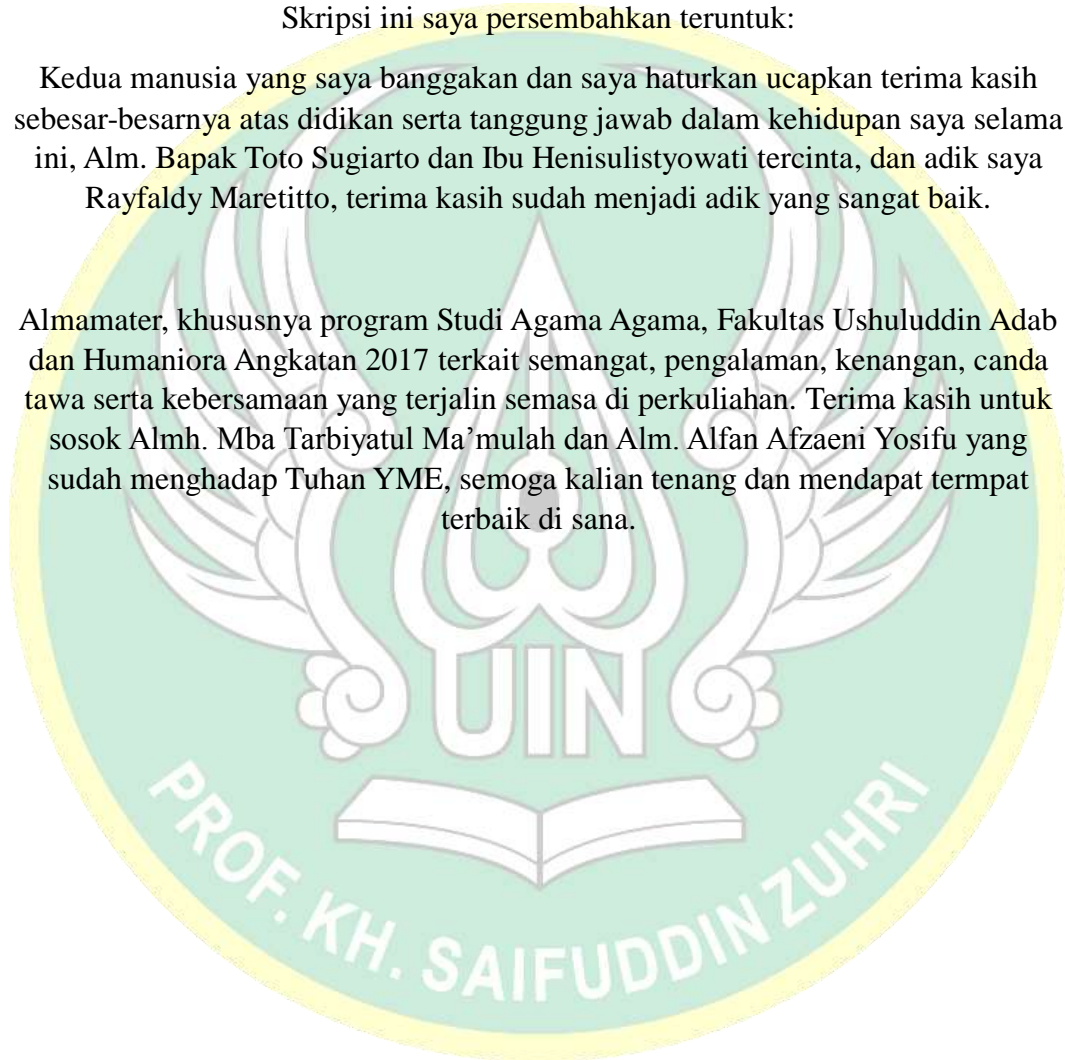 Skripsi ini saya persembahkan teruntuk:
Kedua manusia yang saya banggakan dan saya haturkan ucapkan terima kasih
sebesar-besarnya atas didikan serta tanggung jawab dalam kehidupan saya selama
ini, Alm. Bapak Toto Sugiarto dan Ibu Henisulistyowati tercinta, dan adik saya
Rayfaldy Maretitto, terima kasih sudah menjadi adik yang sangat baik.
Almamater, khususnya program Studi Agama Agama, Fakultas Ushuluddin Adab
dan Humaniora Angkatan 2017 terkait semangat, pengalaman, kenangan, canda
tawa serta kebersamaan yang terjalin semasa di perkuliahan. Terima kasih untuk
sosok Almh. Mba Tarbiyatul Ma’mulah dan Alm. Alfan Afzaeni Yosifu yang
sudah menghadap Tuhan YME, semoga kalian tenang dan mendapat termpat
terbaik di sana.
UIN
PROF. KH. SAIFUDDIN ZUHRI